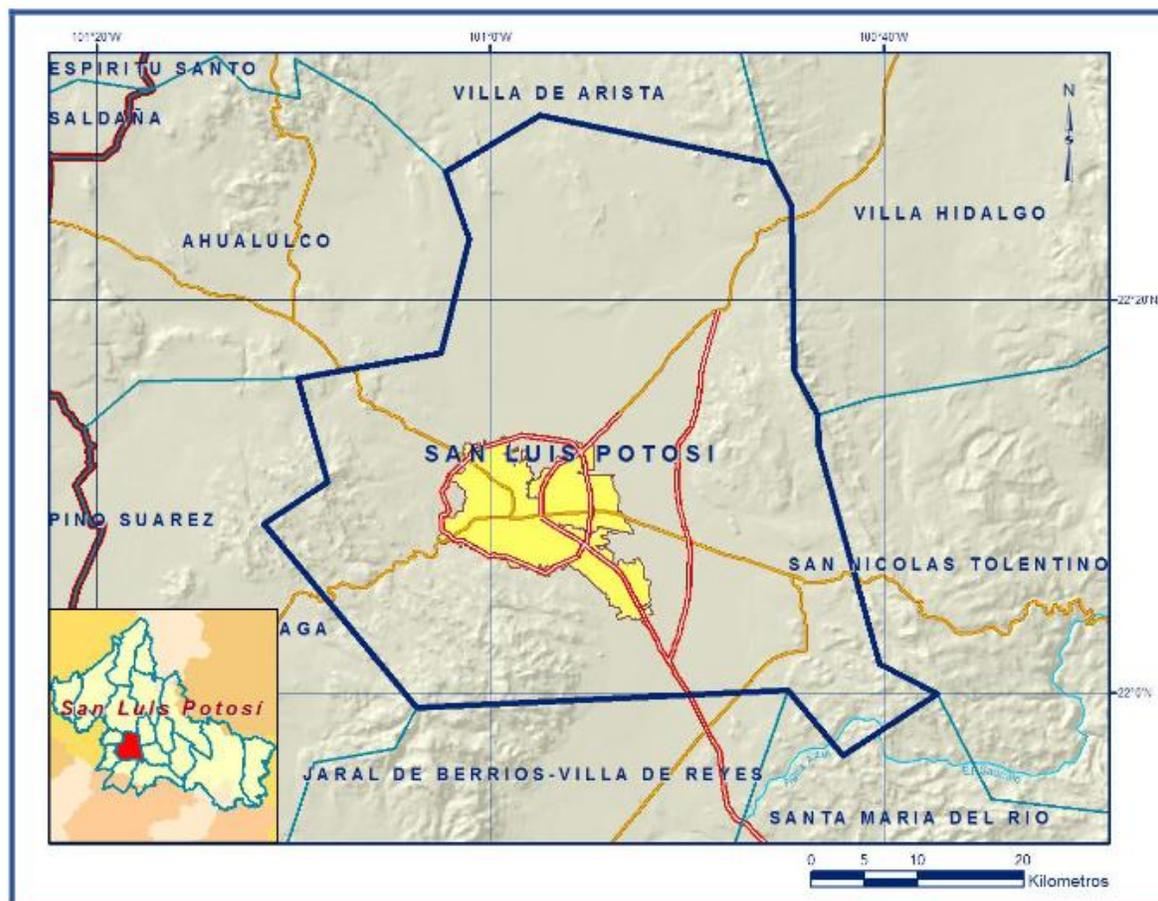 101°20'W
101°0'W
100°40'W
ESPIRITU SANTO
SALDAÑA
VILLA DE ARISTA
N
AHUALULCO
VILLA HIDALGO
22°20'N
SAN LUIS POTOSI
PINO SUAREZ
SAN NICOLAS TOLENTINO
AGA
San Luis Potosí
22°0'N
JARAL DE BERRIOS-VILLA DE REYES
SANTA MARIA DEL RIO
0 5 10 20
Kilometros